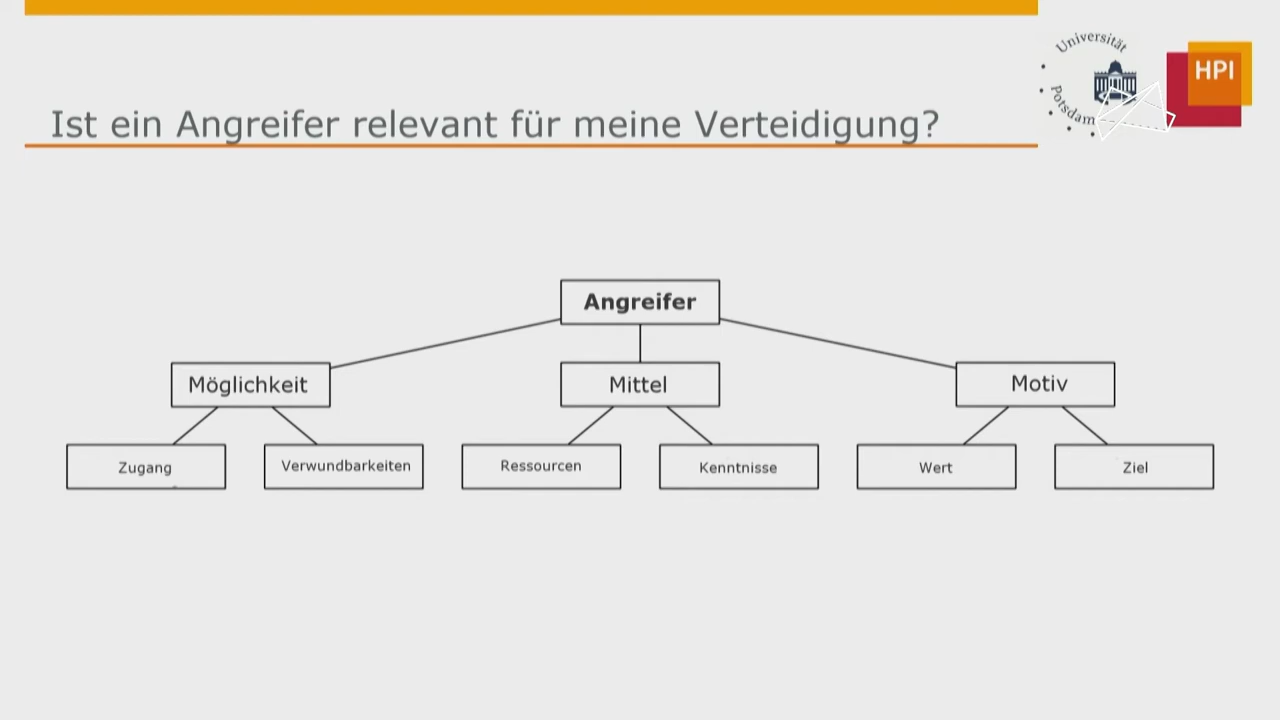 Universität
Potsdam
HPI
Ist ein Angreifer relevant für meine Verteidigung?
Angreifer
Möglichkeit
Mittel
Motiv
Zugang
Verwundbarkeiten
Ressourcen
Kenntnisse
Wert
Ziel